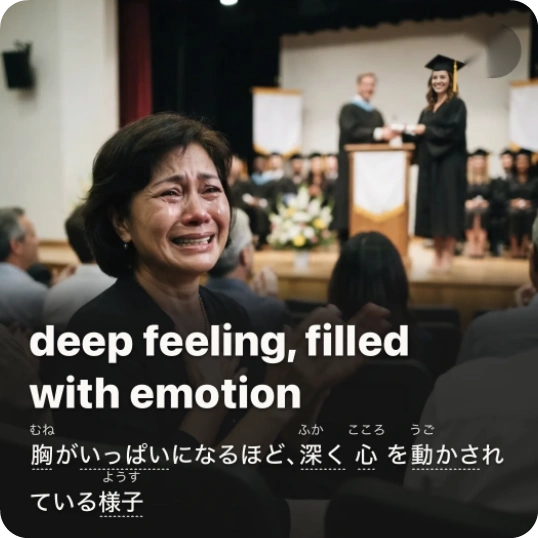 deep feeling, filled
with emotion
むね ふか こころ うご
胸がいっぱいになるほど、深く 心 を動かされ
ようす
ている様子